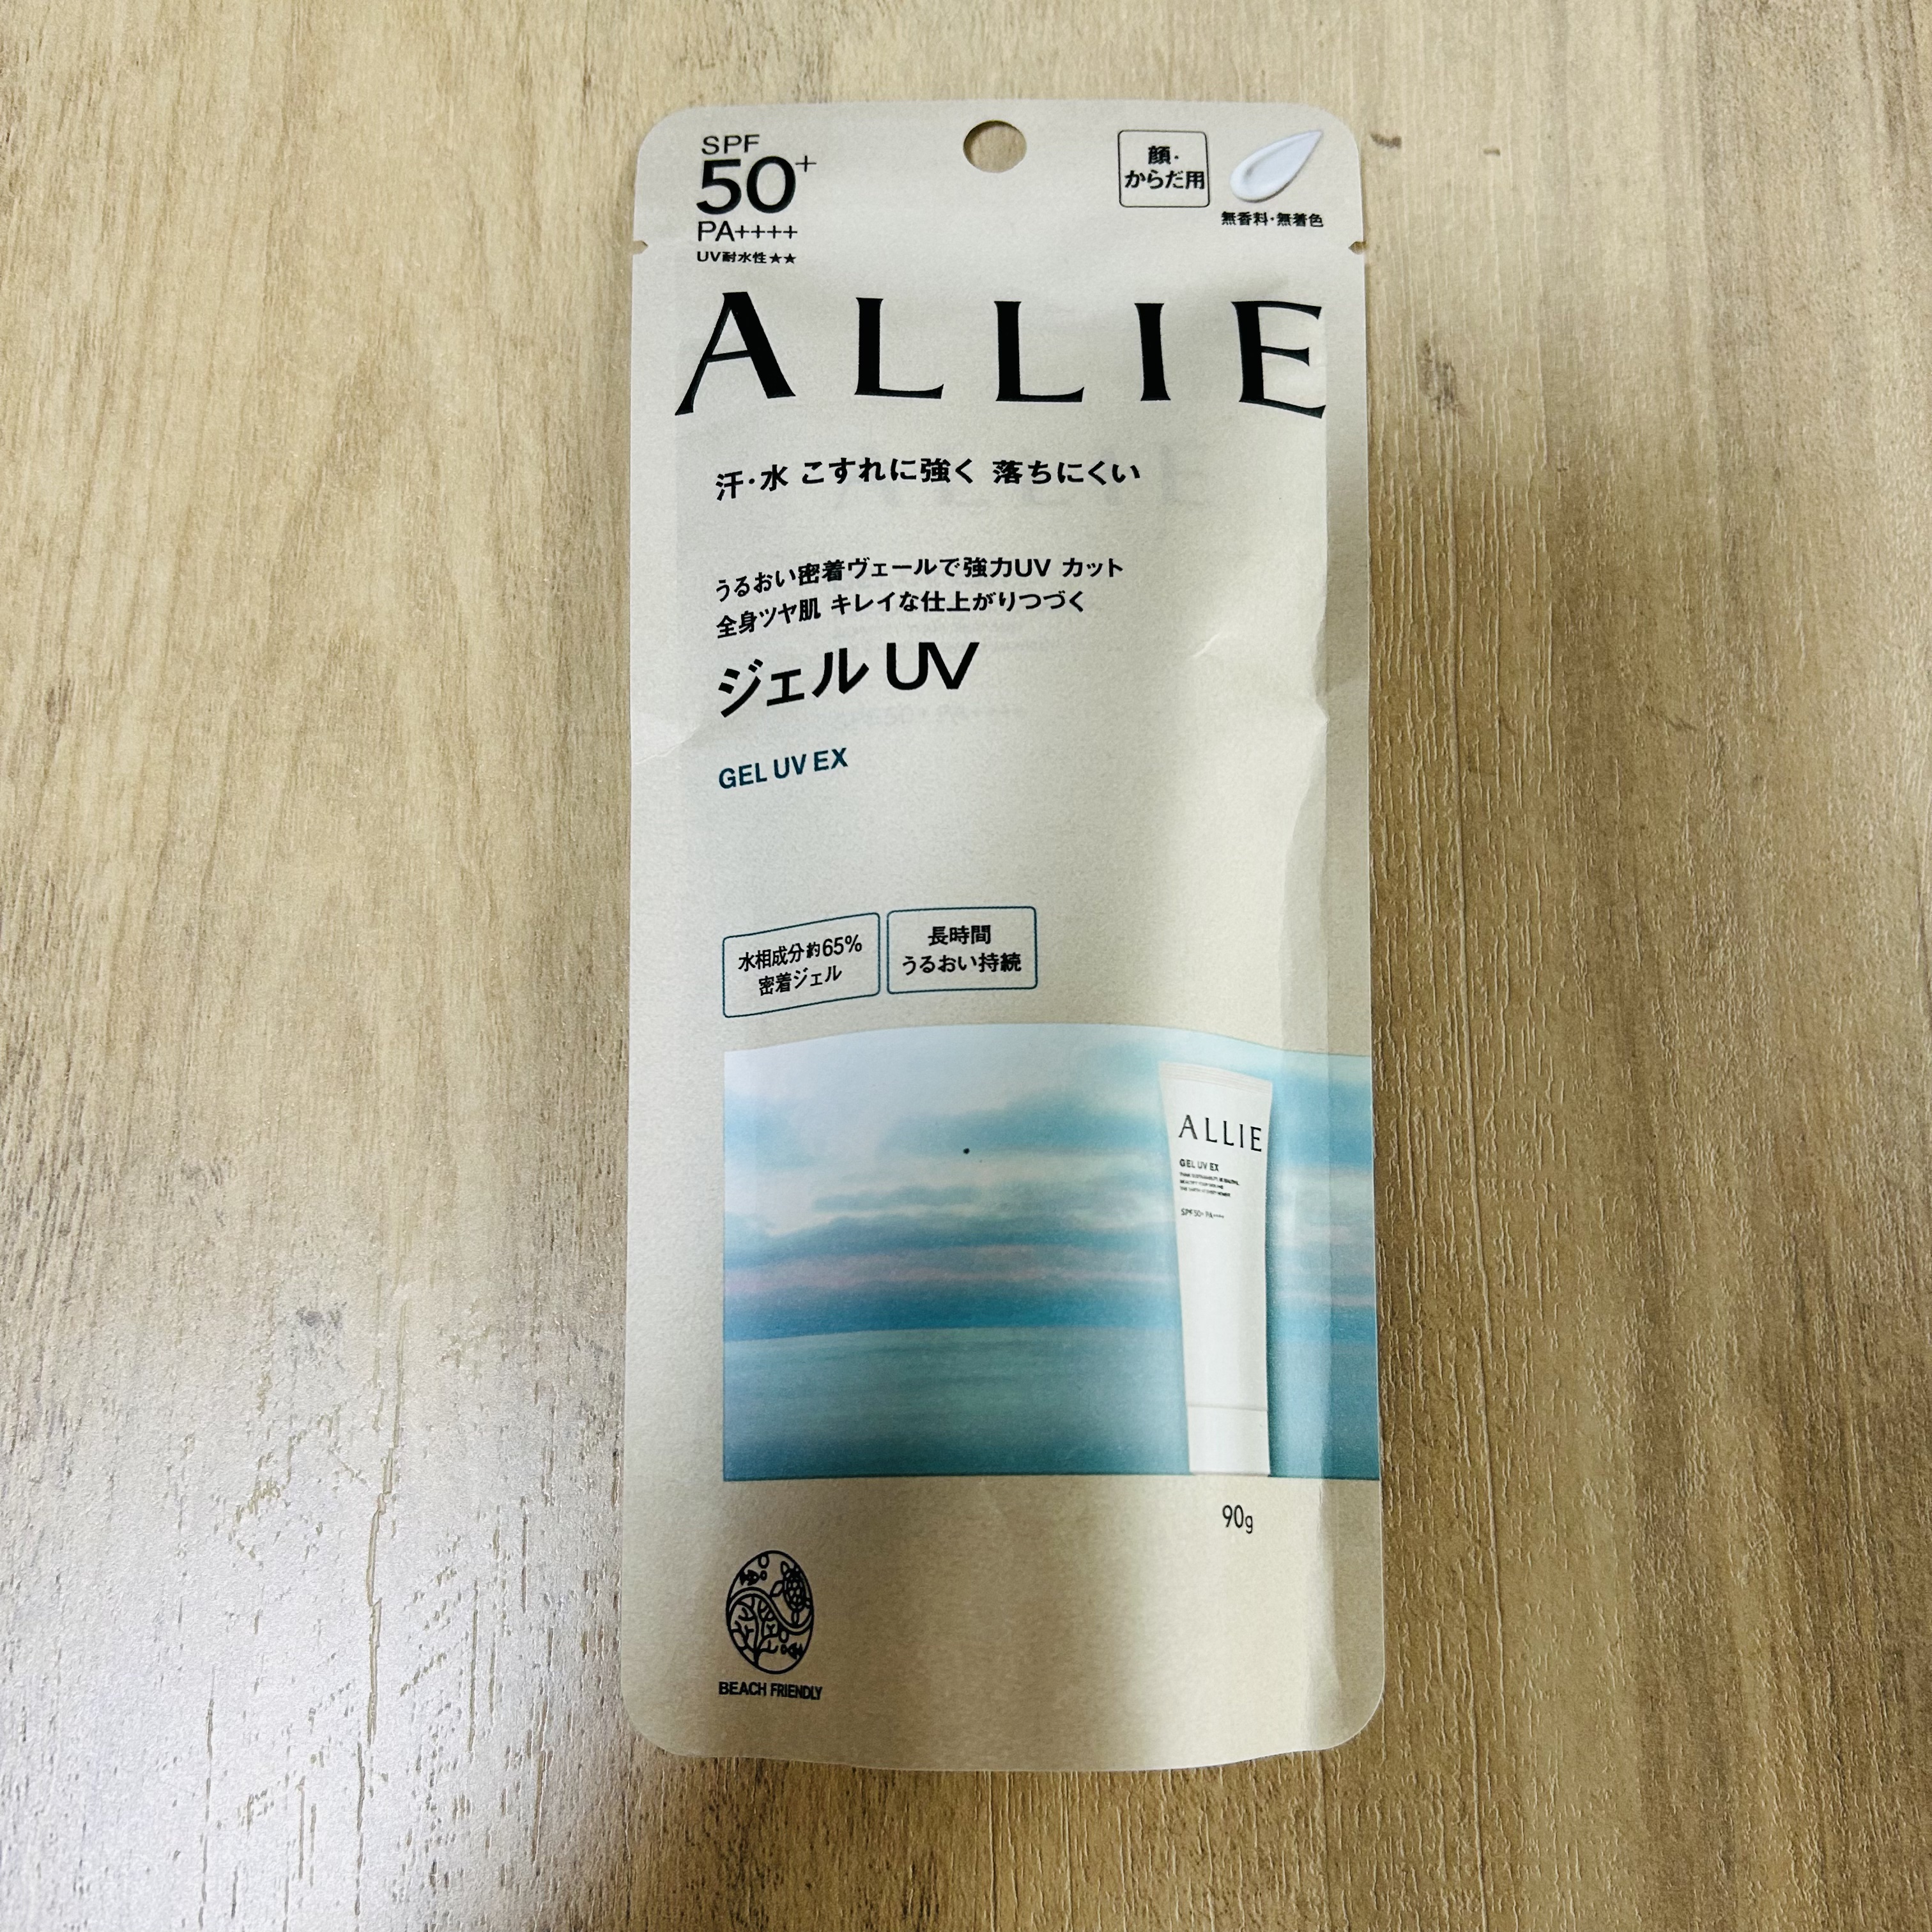 SPF
50+
PA++++
UV耐水性★★
顔・
からだ用
無香料・無着色
ALLIE
汗・水 こすれに強く 落ちにくい
うるおい密着ヴェールで強力UV カット
全身ツヤ肌 キレイな仕上がりつづく
ジェル UV
GEL UV EX
水相成分約65%
密着ジェル
長時間
うるおい持続
ALLIE
GEL UV EX
SPF 50+ PA++++
90g
BEACH FRIENDLY